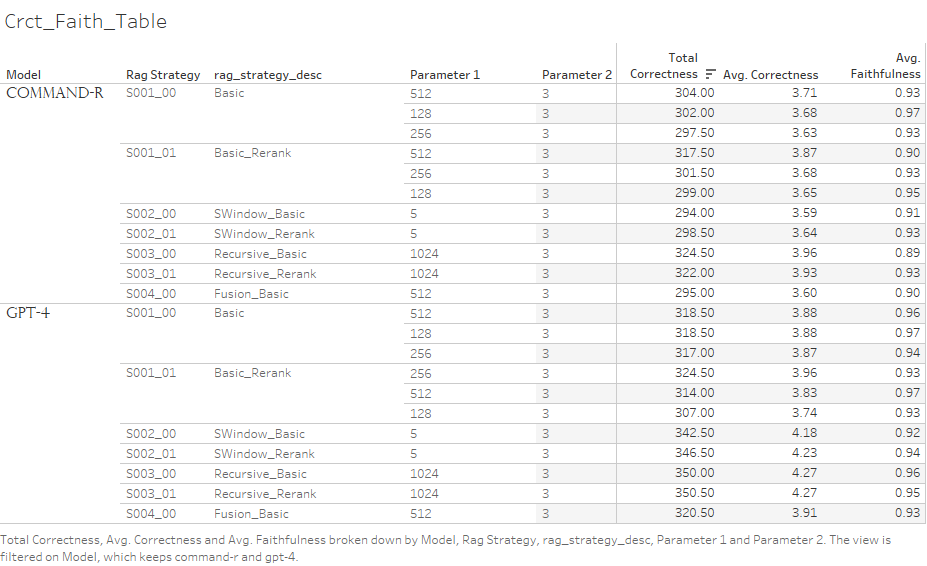 Crct_Faith_Table
Total Avg.
Model Rag Strategy rag_strategy_desc Parameter 1 Parameter 2 Correctness Avg. Correctness Faithfulness
COMMAND-R S001_00 Basic 512 3 304.00 3.71 0.93
128 3 302.00 3.68 0.97
256 3 297.50 3.63 0.93
S001_01 Basic_Rerank 512 3 317.50 3.87 0.90
256 3 301.50 3.68 0.93
128 3 299.00 3.65 0.95
S002_00 SWindow_Basic 5 3 294.00 3.59 0.91
S002_01 SWindow_Rerank 5 3 298.50 3.64 0.93
S003_00 Recursive_Basic 1024 3 324.50 3.96 0.89
S003_01 Recursive_Rerank 1024 3 322.00 3.93 0.93
S004_00 Fusion_Basic 512 3 295.00 3.60 0.90
GPT-4 S001_00 Basic 512 3 318.50 3.88 0.96
128 3 318.50 3.88 0.97
256 3 317.00 3.87 0.94
S001_01 Basic_Rerank 256 3 324.50 3.96 0.93
512 3 314.00 3.83 0.97
128 3 307.00 3.74 0.93
S002_00 SWindow_Basic 5 3 342.50 4.18 0.92
S002_01 SWindow_Rerank 5 3 346.50 4.23 0.94
S003_00 Recursive_Basic 1024 3 350.00 4.27 0.96
S003_01 Recursive_Rerank 1024 3 350.50 4.27 0.95
S004_00 Fusion_Basic 512 3 320.50 3.91 0.93
Total Correctness, Avg. Correctness and Avg. Faithfulness broken down by Model, Rag Strategy, rag_strategy_desc, Parameter 1 and Parameter 2. The view is
filtered on Model, which keeps command-r and gpt-4.